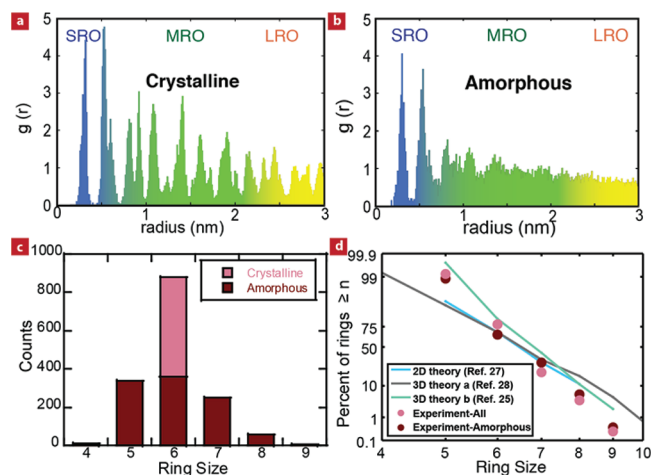 a
b
SRO MRO LRO
Crystalline
g (r)
5
4
3
2
1
0
0 1 2 3
radius (nm)
SRO MRO LRO
Amorphous
g (r)
5
4
3
2
1
0
0 1 2 3
radius (nm)
c
d
1000
800
600
400
200
0
Counts
Crystalline
Amorphous
4 5 6 7 8 9
Ring Size
99.9
99
75
50
10
1
0.1
Percent of rings ≥ n
2D theory (Ref. 27)
3D theory a (Ref. 28)
3D theory b (Ref. 25)
Experiment-All
Experiment-Amorphous
4 5 6 7 8 9 10
Ring Size